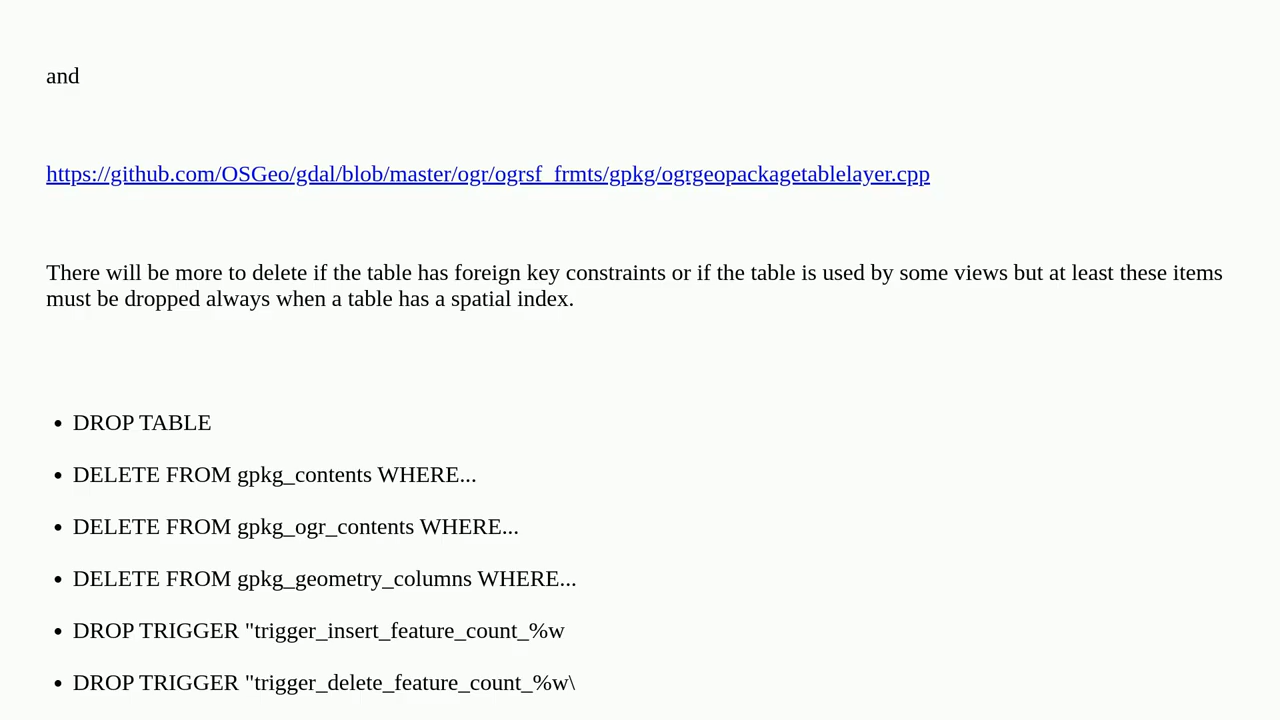 and
https://github.com/OSGeo/gdal/blob/master/ogr/ogrsf_frmts/gpkg/ogrgeopackagetablelayer.cpp
There will be more to delete if the table has foreign key constraints or if the table is used by some views but at least these items
must be dropped always when a table has a spatial index.
• DROP TABLE
• DELETE FROM gpkg_contents WHERE...
• DELETE FROM gpkg_ogr_contents WHERE...
• DELETE FROM gpkg_geometry_columns WHERE...
• DROP TRIGGER "trigger_insert_feature_count_%w
• DROP TRIGGER "trigger_delete_feature_count_%w\